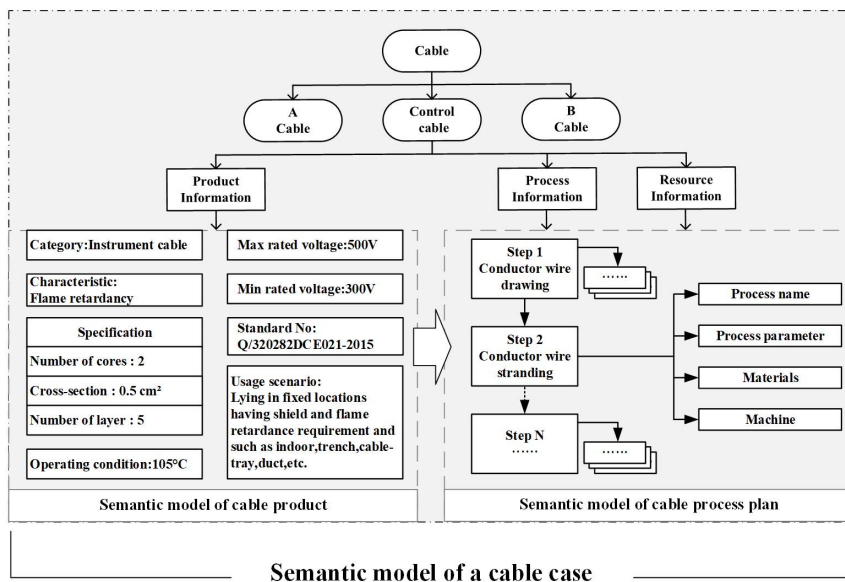 Cable
A
Cable
Control
cable
B
Cable
Product
Information
Process
Information
Resource
Information
Category:Instrument cable
Characteristic:
Flame retardancy
Specification
Number of cores : 2
Cross-section : 0.5 cm²
Number of layer : 5
Operating condition:105°C
Max rated voltage:500V
Min rated voltage:300V
Standard No:
Q/320282DCE021-2015
Usage scenario:
Lying in fixed locations
having shield and flame
retardance requirement and
such as indoor,trench,cable-
tray,duct,etc.
Semantic model of cable product
Step 1
Conductor wire
drawing
......
Step 2
Conductor wire
stranding
Step N
......
......
Process name
Process parameter
Materials
Machine
Semantic model of cable process plan
Semantic model of a cable case